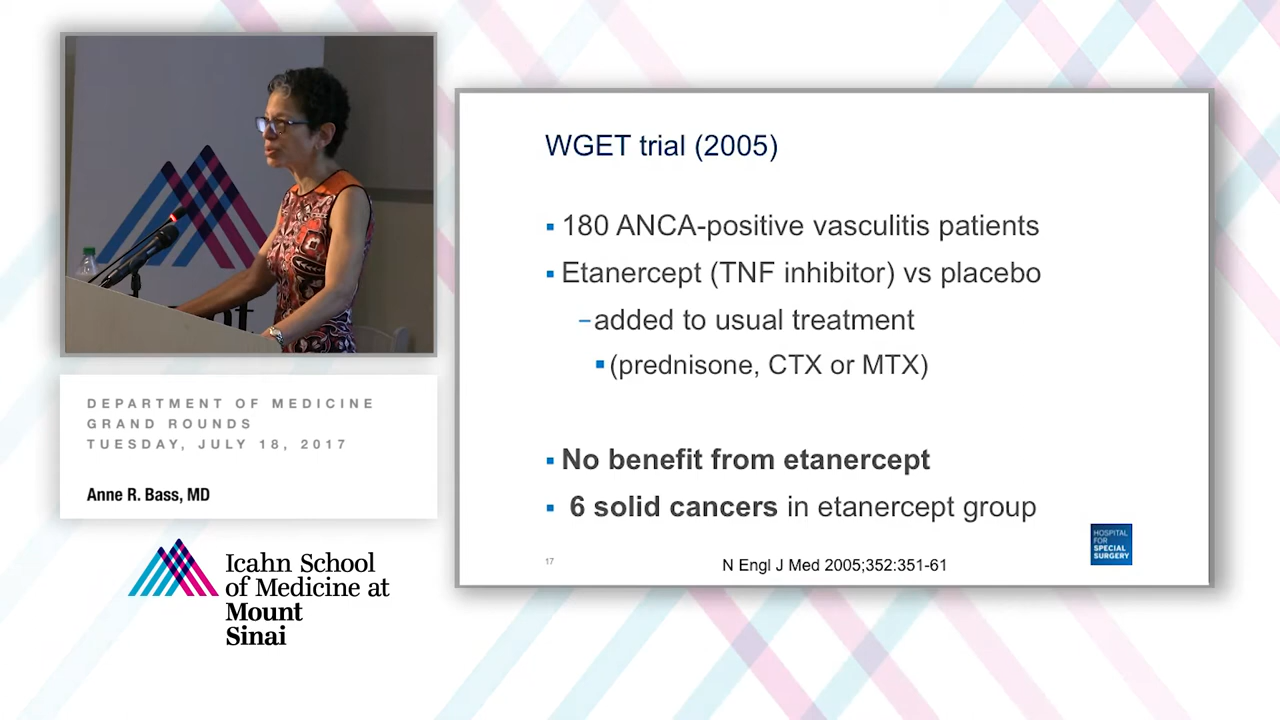 DEPARTMENT OF MEDICINE
GRAND ROUNDS
TUESDAY, JULY 18, 2017
Anne R. Bass, MD
Icahn School
of Medicine at
Mount
Sinai
WGET trial (2005)
▪ 180 ANCA-positive vasculitis patients
▪ Etanercept (TNF inhibitor) vs placebo
–added to usual treatment
▪ (prednisone, CTX or MTX)
▪ No benefit from etanercept
▪ 6 solid cancers in etanercept group
17
N Engl J Med 2005;352:351-61
HOSPITAL
FOR
SPECIAL
SURGERY